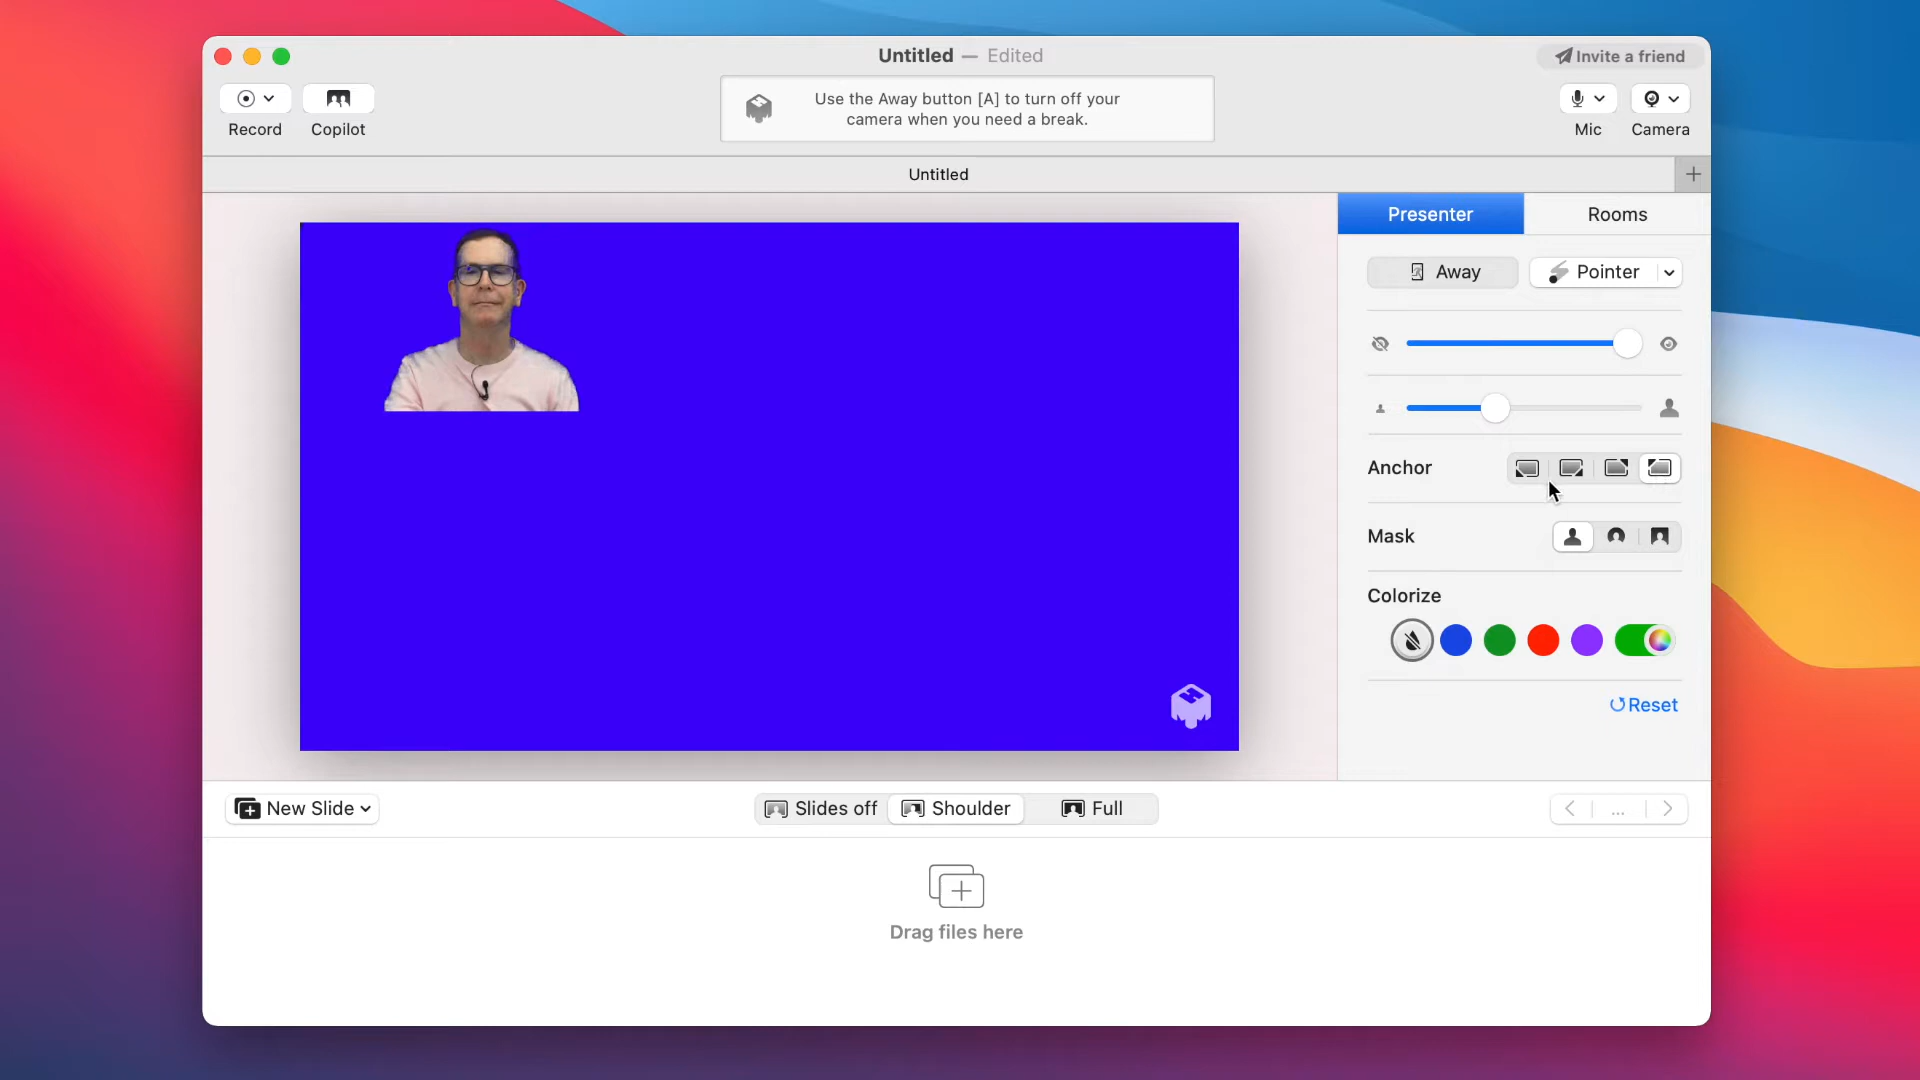 Untitled — Edited
Invite a friend
Record
Copilot
Use the Away button [A] to turn off your
camera when you need a break.
Mic
Camera
Untitled
Presenter
Rooms
Away
Pointer
Anchor
Mask
Colorize
Reset
New Slide
Slides off
Shoulder
Full
...
Drag files here